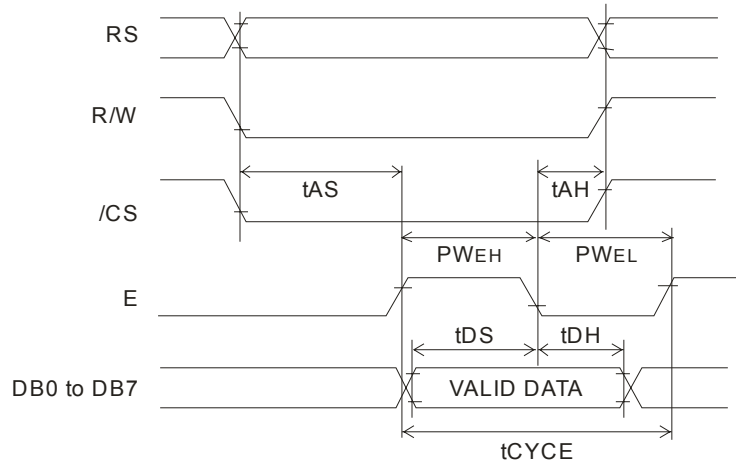 RS
R/W
tAS
tAH
/CS
PWEH
PWEL
E
tDS
tDH
DB0 to DB7
VALID DATA
tCYCE